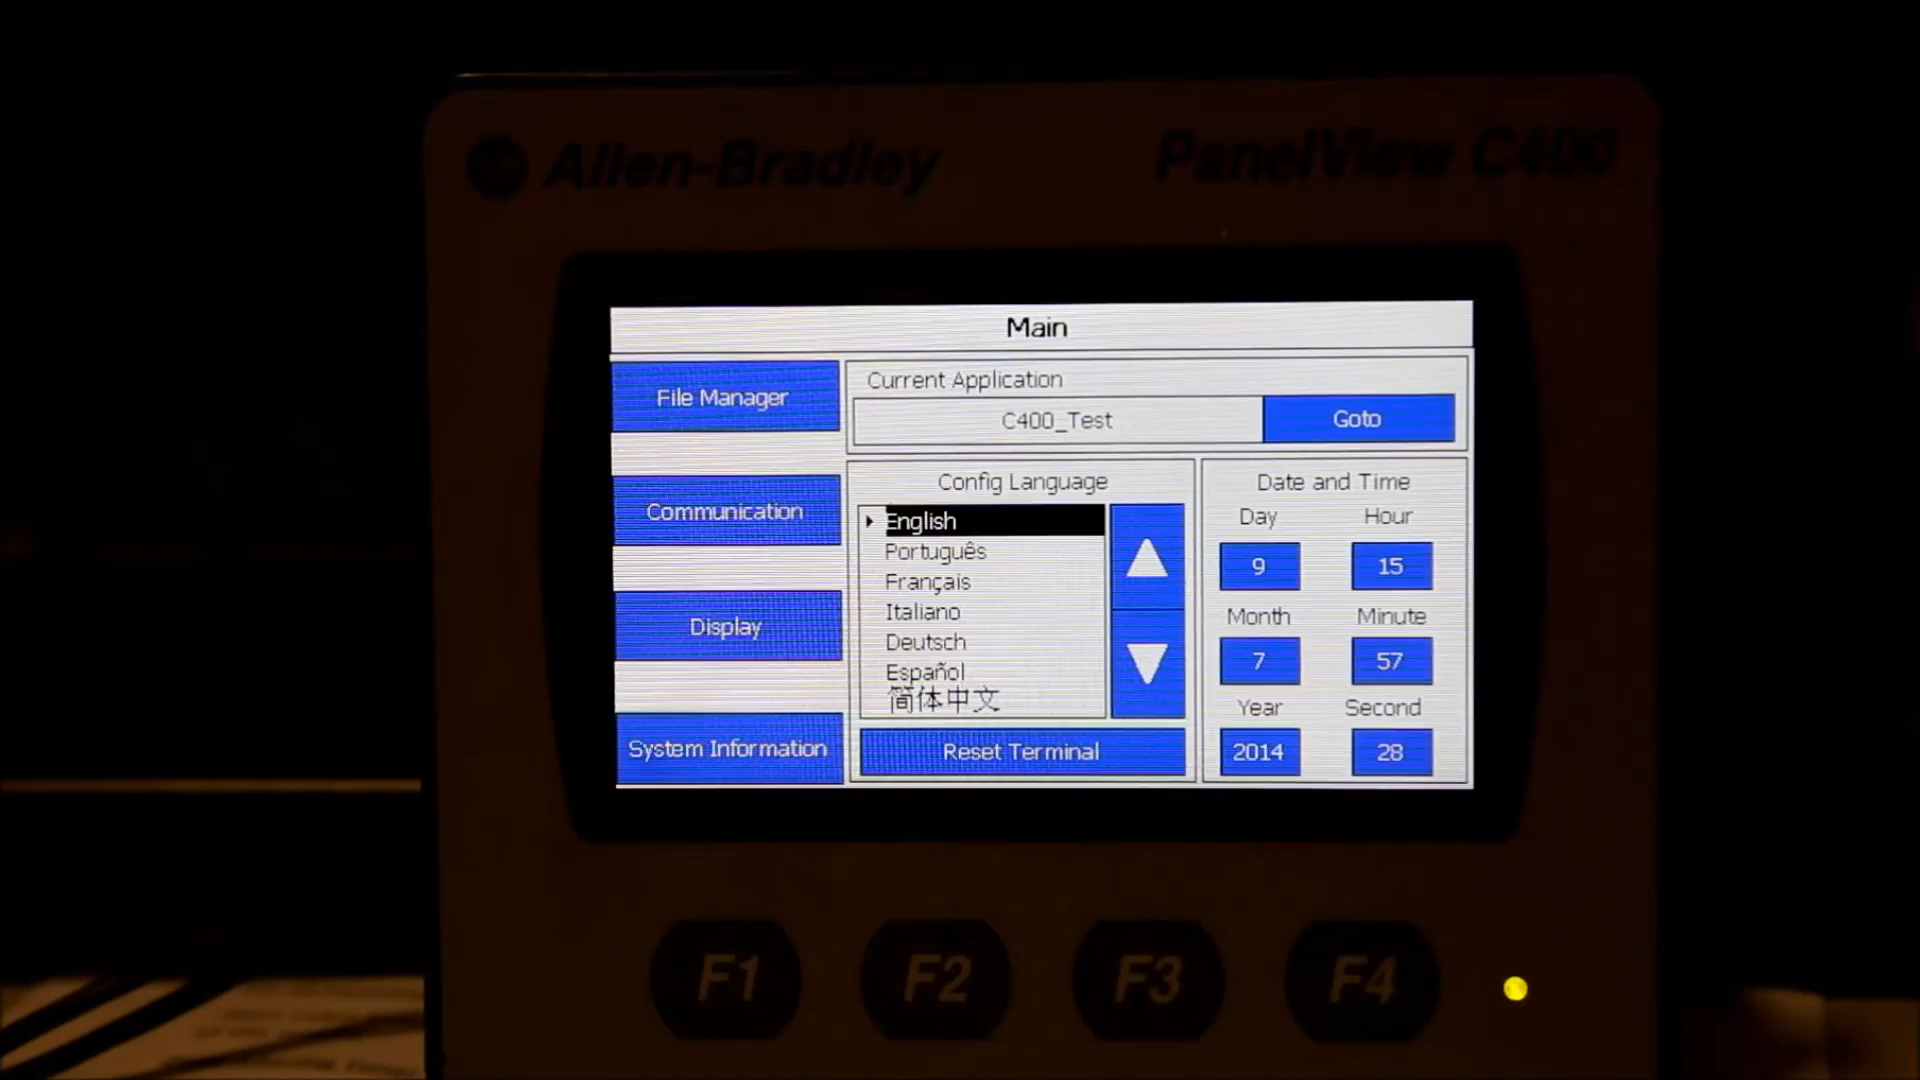 Allen-Bradley
PanelView C400
Main
File Manager
Communication
Display
System Information
Current Application
C400_Test
Goto
Config Language
English
Português
Français
Italiano
Deutsch
Español
简体中文
Reset Terminal
Date and Time
Day
Hour
9
15
Month
Minute
7
57
Year
Second
2014
28
F1
F2
F3
F4